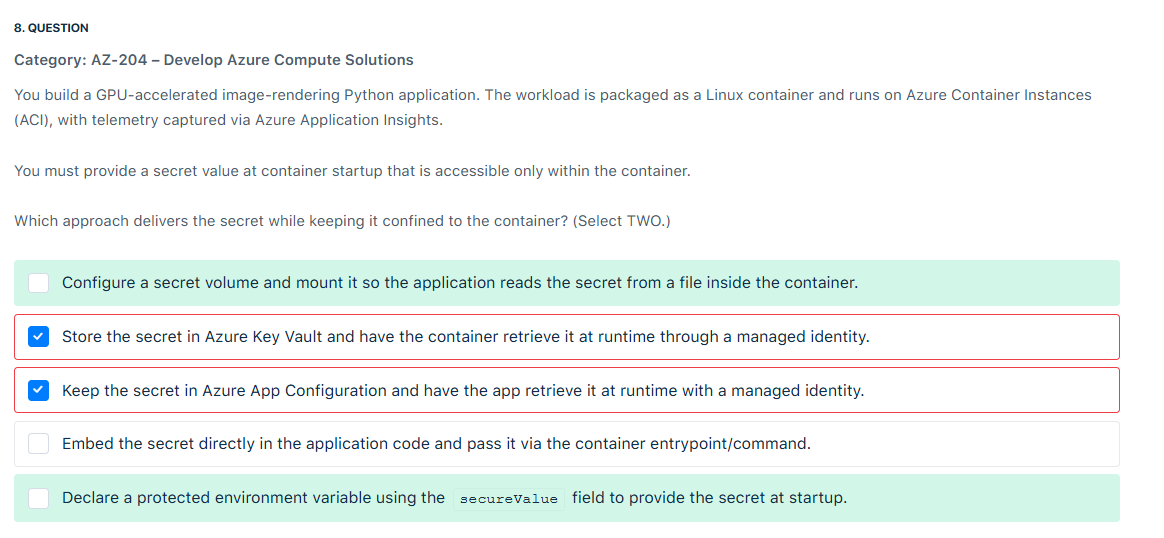 8. QUESTION
Category: AZ-204 – Develop Azure Compute Solutions
You build a GPU-accelerated image-rendering Python application. The workload is packaged as a Linux container and runs on Azure Container Instances
(ACI), with telemetry captured via Azure Application Insights.
You must provide a secret value at container startup that is accessible only within the container.
Which approach delivers the secret while keeping it confined to the container? (Select TWO.)
Configure a secret volume and mount it so the application reads the secret from a file inside the container.
Store the secret in Azure Key Vault and have the container retrieve it at runtime through a managed identity.
Keep the secret in Azure App Configuration and have the app retrieve it at runtime with a managed identity.
Embed the secret directly in the application code and pass it via the container entrypoint/command.
Declare a protected environment variable using the secureValue field to provide the secret at startup.